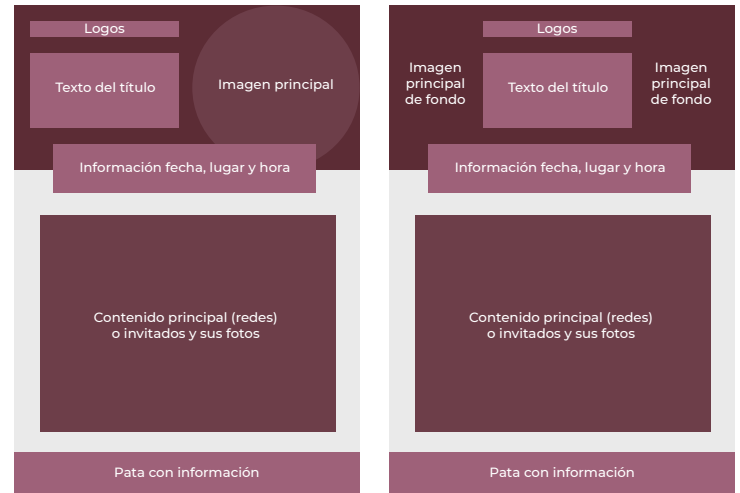 Logos
Texto del título
Imagen principal
Información fecha, lugar y hora
Contenido principal (redes)
o invitados y sus fotos
Pata con información
Logos
Imagen
principal
de fondo
Texto del título
Imagen
principal
de fondo
Información fecha, lugar y hora
Contenido principal (redes)
o invitados y sus fotos
Pata con información